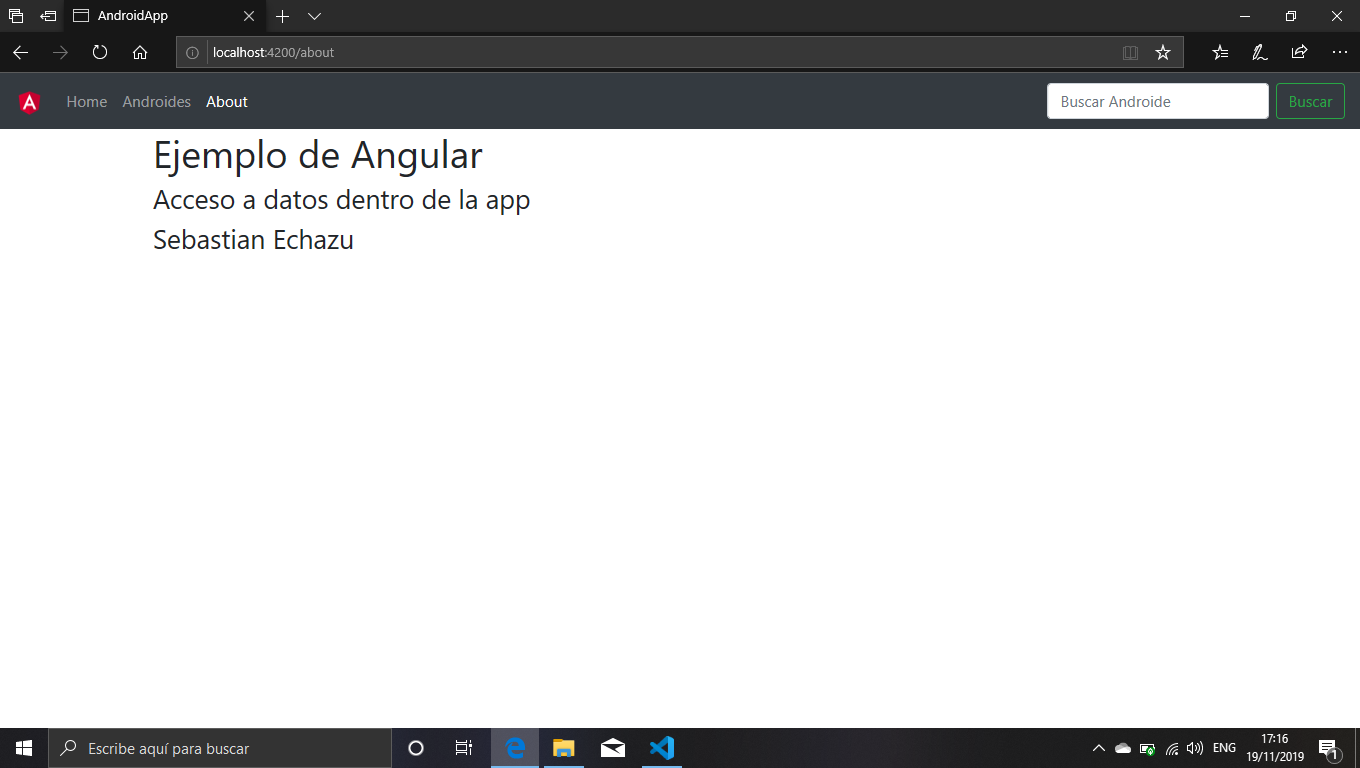 AndroidApp
localhost:4200/about
Home Androides About Buscar Androide Buscar
Ejemplo de Angular
Acceso a datos dentro de la app
Sebastian Echazu
Escribe aquí para buscar
ENG
17:16
19/11/2019
1